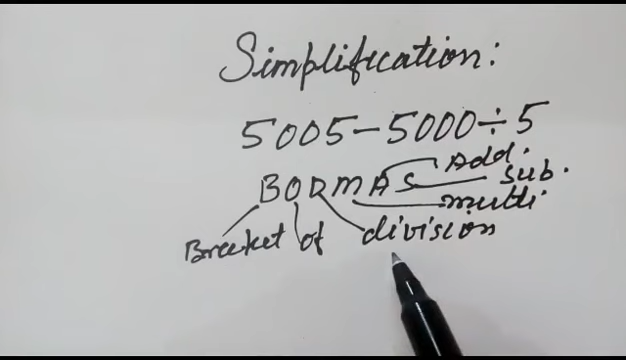 Simplification:
5005-5000÷5
BODMAS Add.
Sub.
multi.
Bracket of division